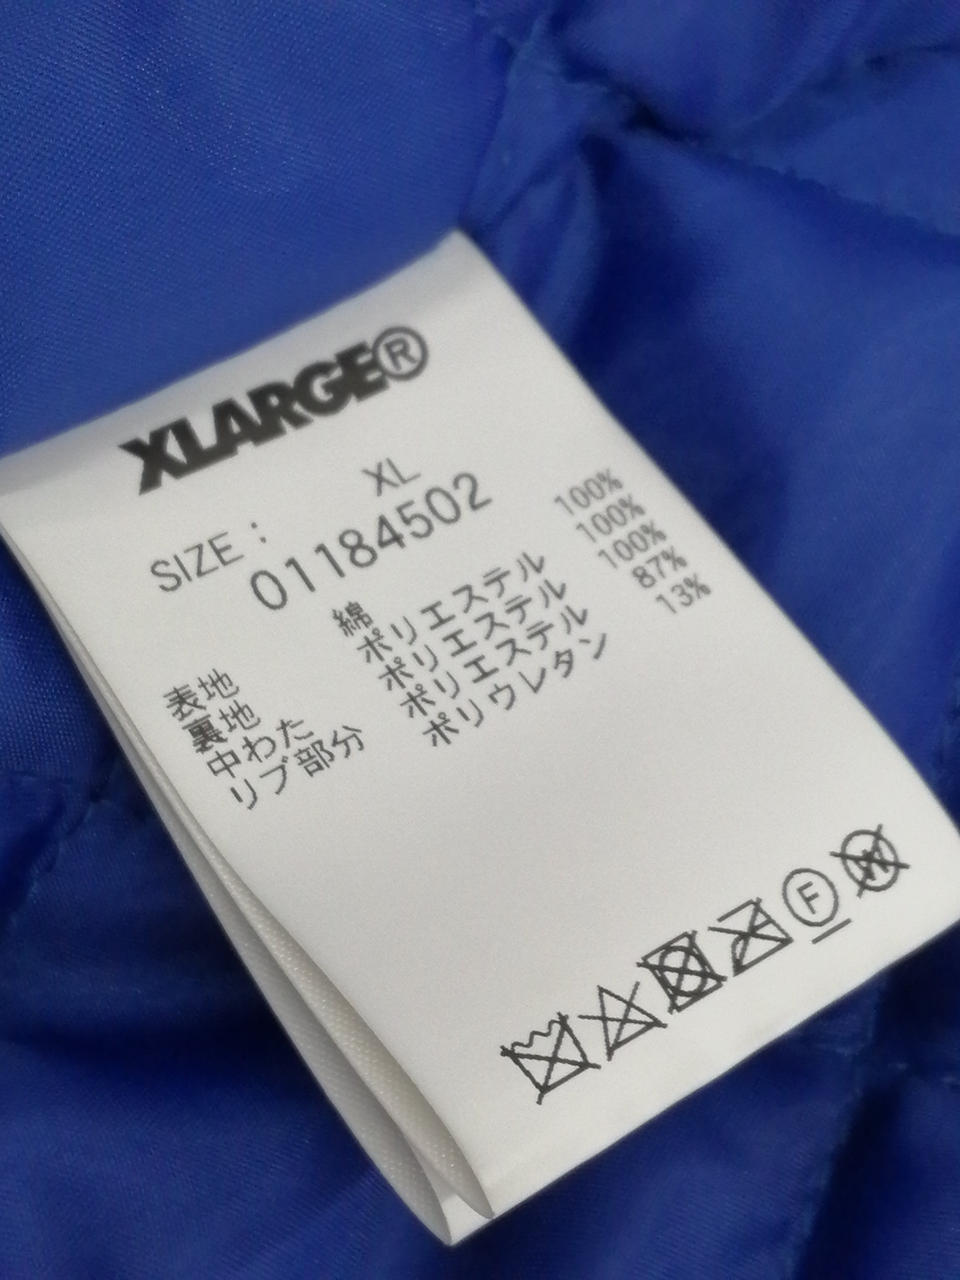 XLARGE®
SIZE: XL
01184502
表地 綿 100%
裏地 ポリエステル 100%
中わた ポリエステル 100%
リブ部分 ポリエステル 87%
ポリウレタン 13%
F
W